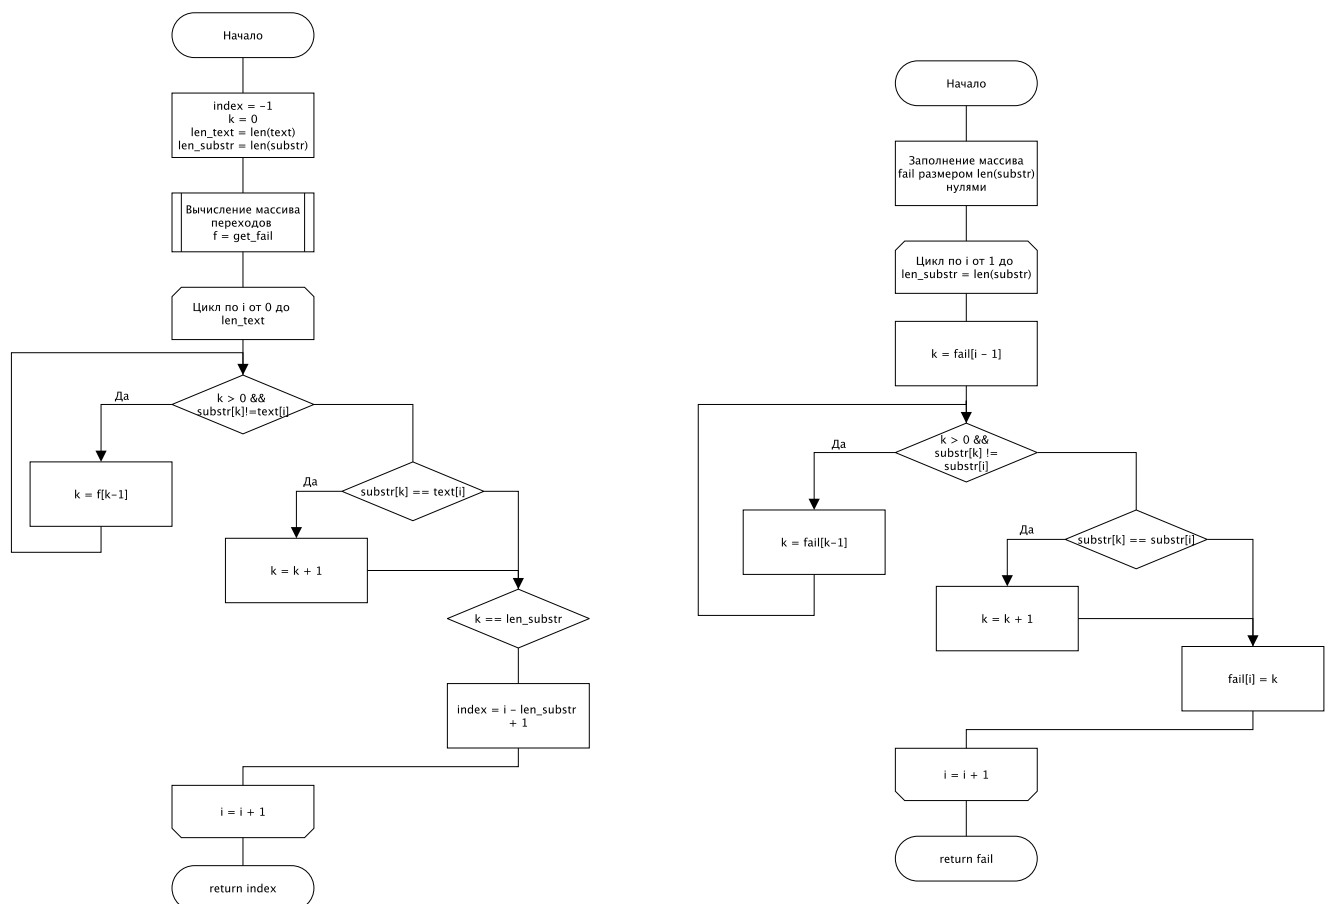 Начало
index = -1
k = 0
len_text = len(text)
len_substr = len(substr)
Вычисление массива
переходов
f = get_fail
Цикл по i от 0 до
len_text
k > 0 &&
substr[k]!=text[i]
Да
k = f[k-1]
substr[k] == text[i]
Да
k = k + 1
k == len_substr
index = i - len_substr
+ 1
i = i + 1
return index
Начало
Заполнение массива
fail размером len(substr)
нулями
Цикл по i от 1 до
len_substr = len(substr)
k = fail[i - 1]
k > 0 &&
substr[k] !=
substr[i]
Да
k = fail[k-1]
substr[k] == substr[i]
Да
k = k + 1
fail[i] = k
i = i + 1
return fail